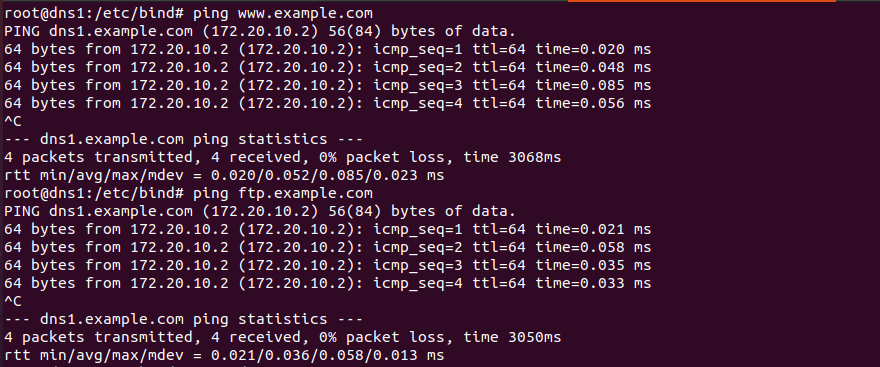 root@dns1:/etc/bind# ping www.example.com
PING dns1.example.com (172.20.10.2) 56(84) bytes of data.
64 bytes from 172.20.10.2 (172.20.10.2): icmp_seq=1 ttl=64 time=0.020 ms
64 bytes from 172.20.10.2 (172.20.10.2): icmp_seq=2 ttl=64 time=0.048 ms
64 bytes from 172.20.10.2 (172.20.10.2): icmp_seq=3 ttl=64 time=0.085 ms
64 bytes from 172.20.10.2 (172.20.10.2): icmp_seq=4 ttl=64 time=0.056 ms
^C
--- dns1.example.com ping statistics ---
4 packets transmitted, 4 received, 0% packet loss, time 3068ms
rtt min/avg/max/mdev = 0.020/0.052/0.085/0.023 ms
root@dns1:/etc/bind# ping ftp.example.com
PING dns1.example.com (172.20.10.2) 56(84) bytes of data.
64 bytes from 172.20.10.2 (172.20.10.2): icmp_seq=1 ttl=64 time=0.021 ms
64 bytes from 172.20.10.2 (172.20.10.2): icmp_seq=2 ttl=64 time=0.058 ms
64 bytes from 172.20.10.2 (172.20.10.2): icmp_seq=3 ttl=64 time=0.035 ms
64 bytes from 172.20.10.2 (172.20.10.2): icmp_seq=4 ttl=64 time=0.033 ms
^C
--- dns1.example.com ping statistics ---
4 packets transmitted, 4 received, 0% packet loss, time 3050ms
rtt min/avg/max/mdev = 0.021/0.036/0.058/0.013 ms